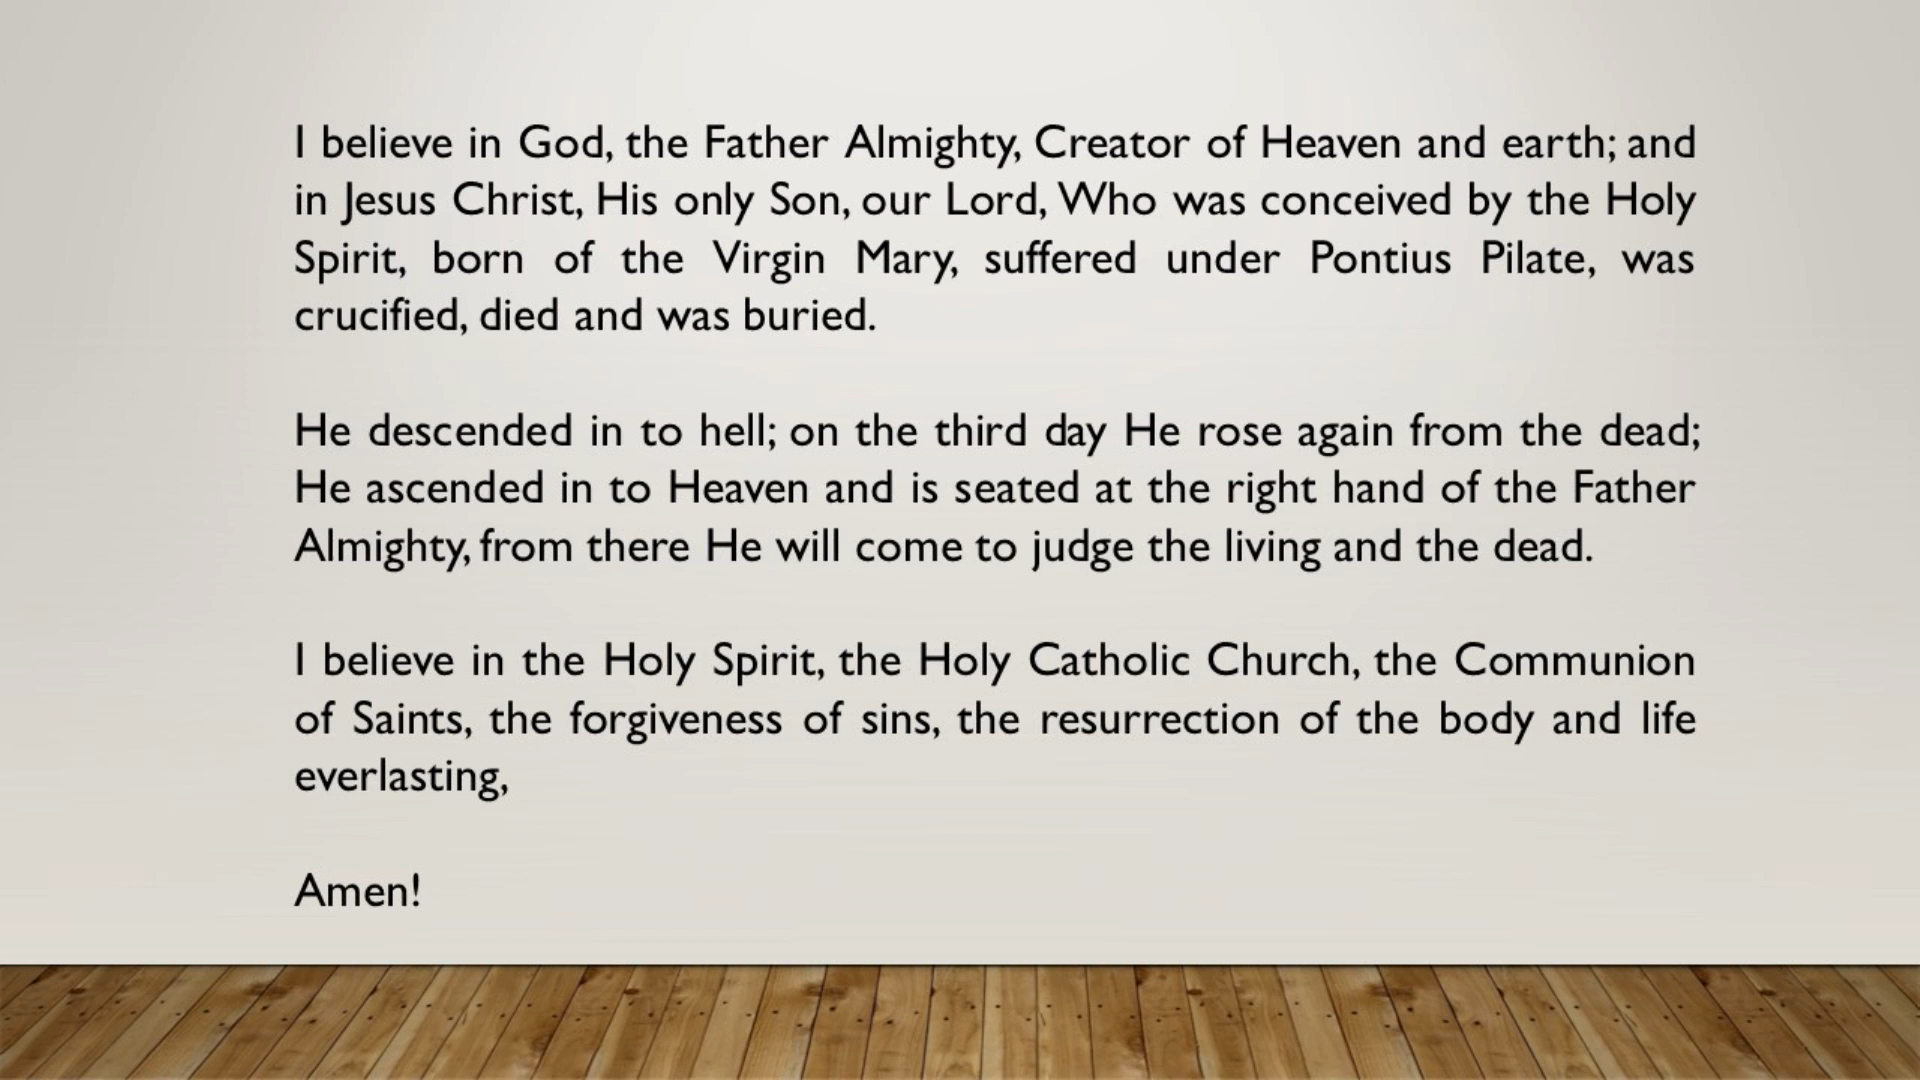 I believe in God, the Father Almighty, Creator of Heaven and earth; and
in Jesus Christ, His only Son, our Lord, Who was conceived by the Holy
Spirit, born of the Virgin Mary, suffered under Pontius Pilate, was
crucified, died and was buried.
He descended in to hell; on the third day He rose again from the dead;
He ascended in to Heaven and is seated at the right hand of the Father
Almighty, from there He will come to judge the living and the dead.
I believe in the Holy Spirit, the Holy Catholic Church, the Communion
of Saints, the forgiveness of sins, the resurrection of the body and life
everlasting,
Amen!